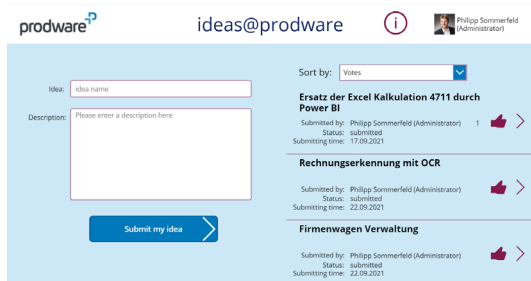 prodware
ideas@prodware
i
Philipp Sommerfeld
(Administrator)
Idea:
idea name
Description:
Please enter a description here
Submit my idea
Sort by:
Votes
Ersatz der Excel Kalkulation 4711 durch
Power BI
Submitted by: Philipp Sommerfeld (Administrator) 1
Status: submitted
Submitting time: 17.09.2021
Rechnungserkennung mit OCR
Submitted by: Philipp Sommerfeld (Administrator)
Status: submitted
Submitting time: 22.09.2021
Firmenwagen Verwaltung
Submitted by: Philipp Sommerfeld (Administrator)
Status: submitted
Submitting time: 22.09.2021